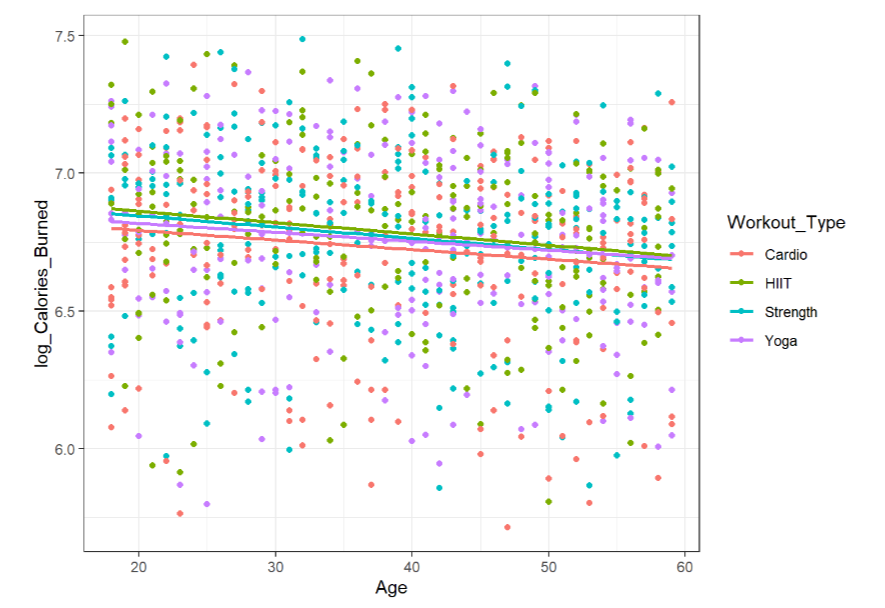 7.5
7.0
6.5
6.0
log_Calories_Burned
20 30 40 50 60
Age
Workout_Type
Cardio
HIIT
Strength
Yoga